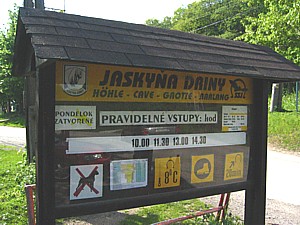 JASKYŇA DRINY
HÖHLE - CAVE - GROTTE - BARLANG
PONDELOK
ZATVORENÉ
PRAVIDELNÉ VSTUPY: hod
10.00 11.30 13.00 14.30
8°C